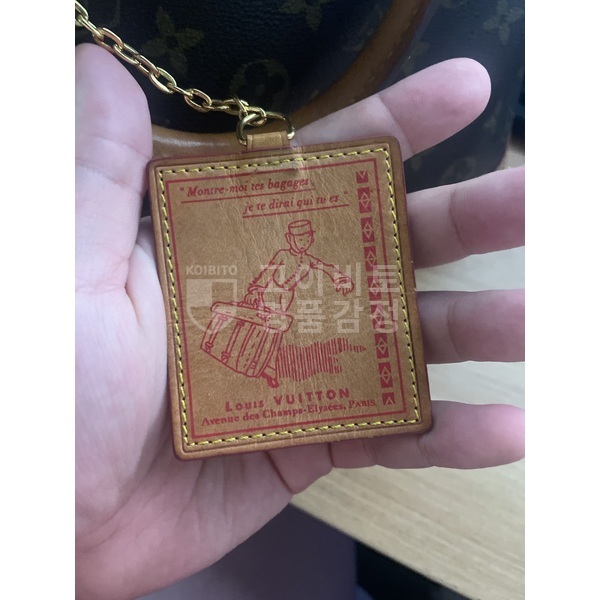 "Montre-moi tes bagages,
je te dirai qui tu es"
KOIBITO 고이비토
명품감정
LOUIS VUITTON
Avenue des Champs-Elysées, PARIS